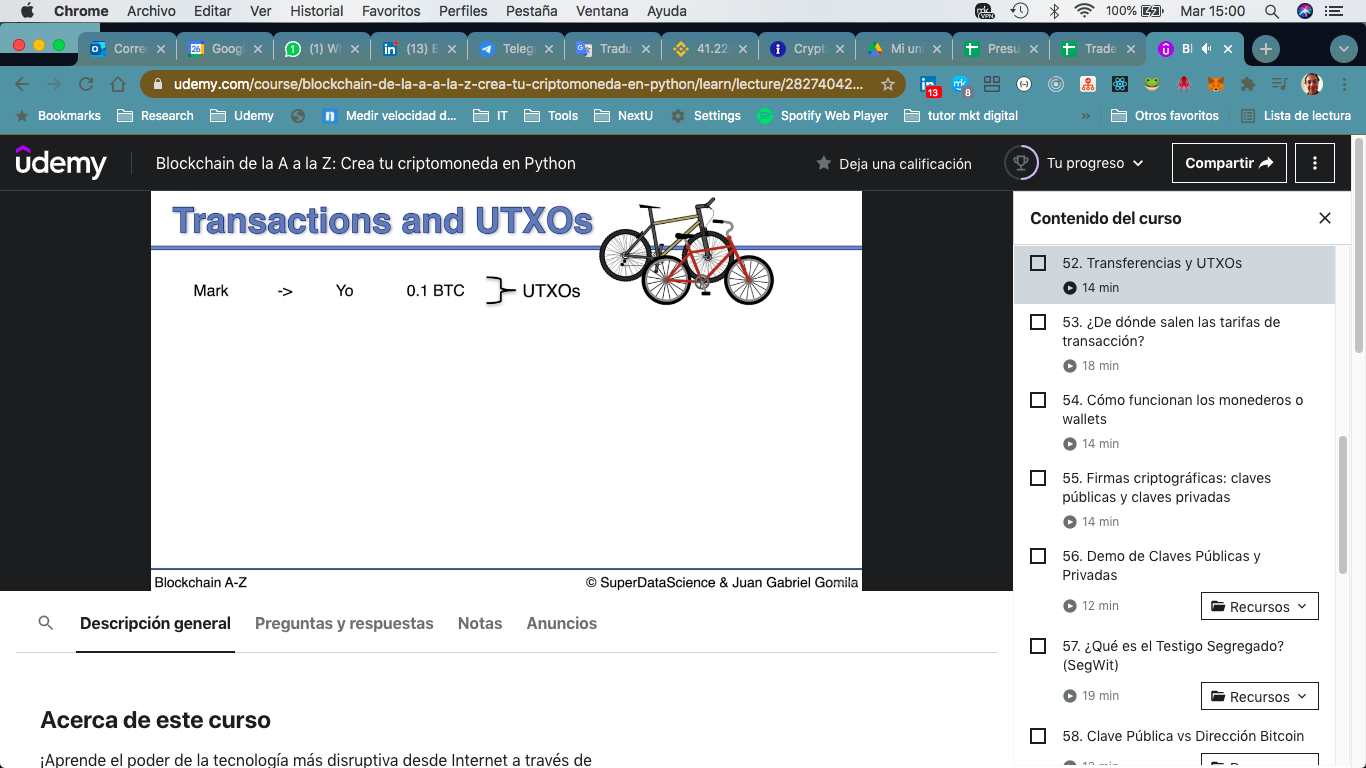 Chrome Archivo Editar Ver Historial Favoritos Perfiles Pestaña Ventana Ayuda 100% Mar 15:00
Corre 26 Goog (1) W (13) E Teleg Tradu 41.22 Crypt Mi uni Presu Trade Bl
udemy.com/course/blockchain-de-la-a-a-la-z-crea-tu-criptomoneda-en-python/learn/lecture/28274042... 13 8
Bookmarks Research Udemy Medir velocidad d... IT Tools NextU Settings Spotify Web Player tutor mkt digital » Otros favoritos Lista de lectura
udemy Blockchain de la A a la Z: Crea tu criptomoneda en Python Deja una calificación Tu progreso Compartir
Transactions and UTXOs
Mark -> Yo 0.1 BTC UTXOs
Blockchain A-Z © SuperDataScience & Juan Gabriel Gomila
Contenido del curso
52. Transferencias y UTXOs
14 min
53. ¿De dónde salen las tarifas de
transacción?
18 min
54. Cómo funcionan los monederos o
wallets
14 min
55. Firmas criptográficas: claves
públicas y claves privadas
14 min
56. Demo de Claves Públicas y
Privadas
12 min Recursos
57. ¿Qué es el Testigo Segregado?
(SegWit)
19 min Recursos
58. Clave Pública vs Dirección Bitcoin
Descripción general Preguntas y respuestas Notas Anuncios
Acerca de este curso
¡Aprende el poder de la tecnología más disruptiva desde Internet a través de